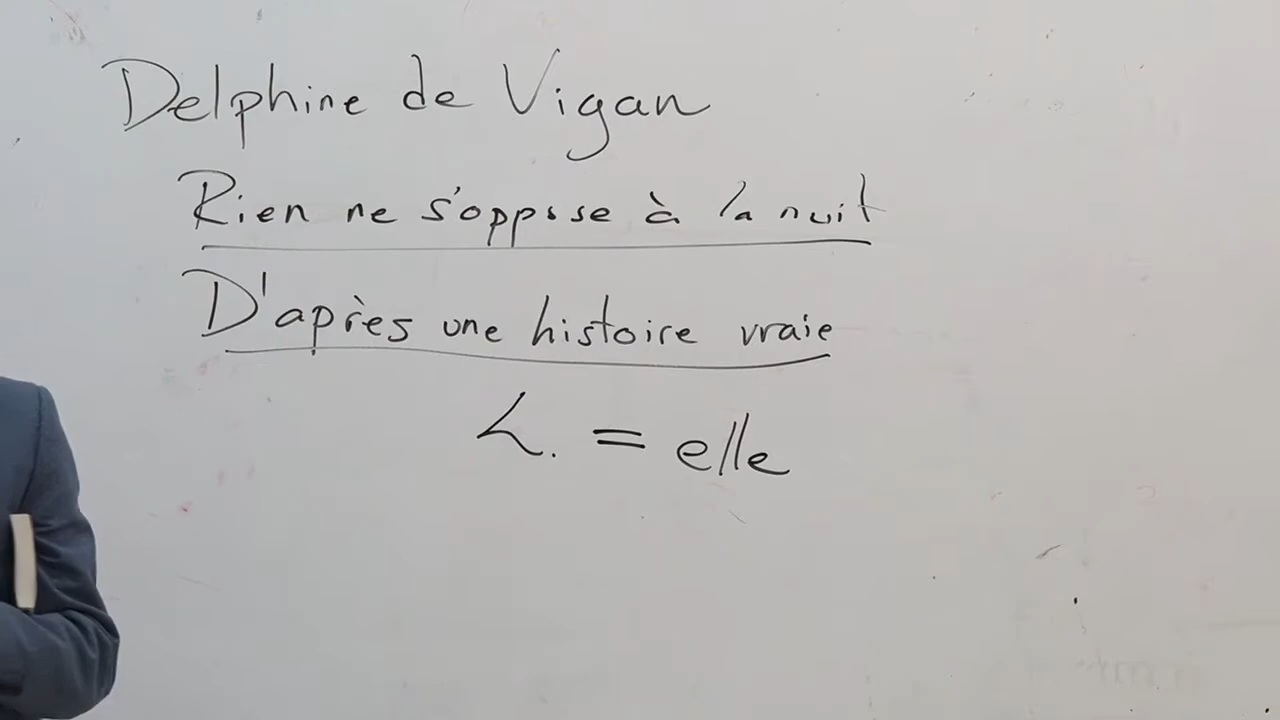 Delphine de Vigan
Rien ne s'oppose à la nuit
D'après une histoire vraie
L. = elle